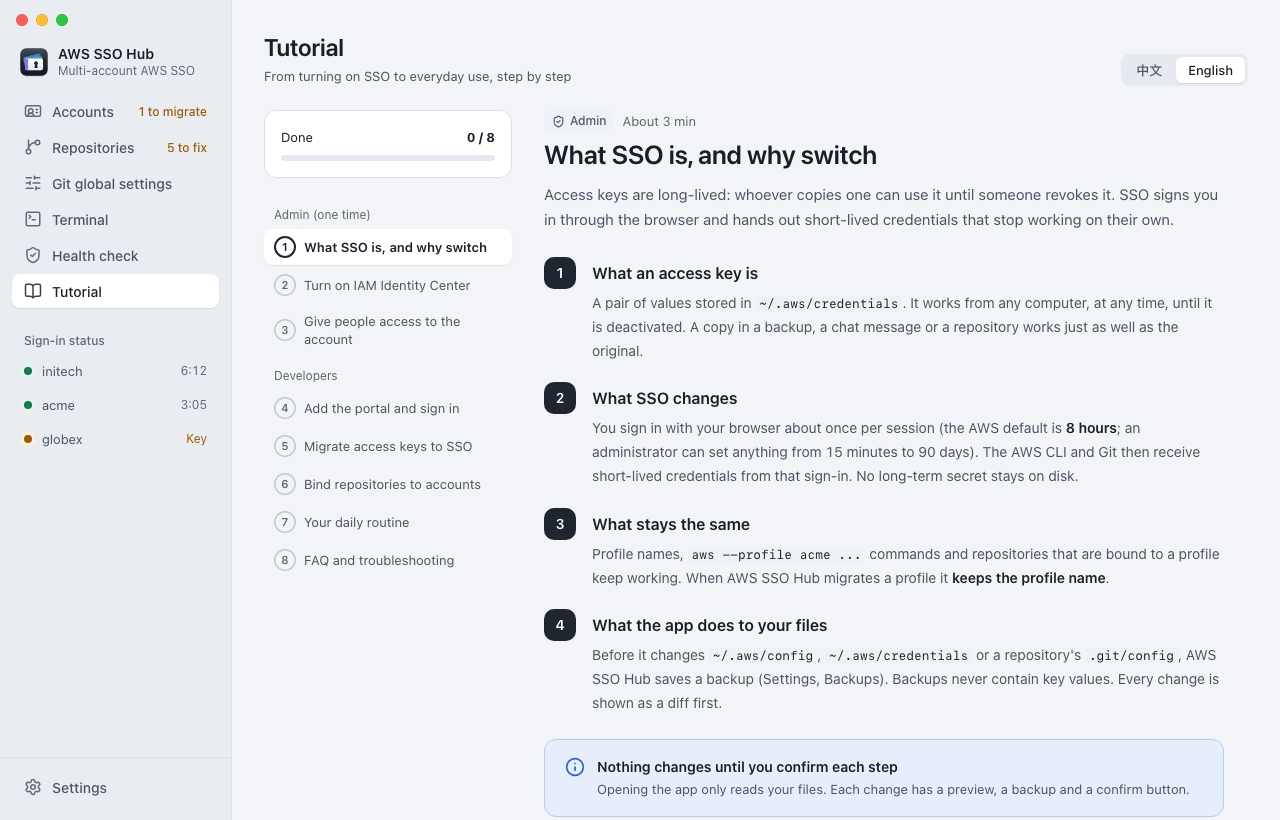 AWS SSO Hub
Multi-account AWS SSO
Accounts 1 to migrate
Repositories 5 to fix
Git global settings
Terminal
Health check
Tutorial
Sign-in status
initech 6:12
acme 3:05
globex Key
Settings
Tutorial
From turning on SSO to everyday use, step by step
中文 English
Done 0 / 8
Admin (one time)
1 What SSO is, and why switch
2 Turn on IAM Identity Center
3 Give people access to the
account
Developers
4 Add the portal and sign in
5 Migrate access keys to SSO
6 Bind repositories to accounts
7 Your daily routine
8 FAQ and troubleshooting
Admin About 3 min
What SSO is, and why switch
Access keys are long-lived: whoever copies one can use it until someone revokes it. SSO signs you
in through the browser and hands out short-lived credentials that stop working on their own.
1 What an access key is
A pair of values stored in ~/.aws/credentials. It works from any computer, at any time, until it
is deactivated. A copy in a backup, a chat message or a repository works just as well as the
original.
2 What SSO changes
You sign in with your browser about once per session (the AWS default is 8 hours; an
administrator can set anything from 15 minutes to 90 days). The AWS CLI and Git then receive
short-lived credentials from that sign-in. No long-term secret stays on disk.
3 What stays the same
Profile names, aws --profile acme ... commands and repositories that are bound to a profile
keep working. When AWS SSO Hub migrates a profile it keeps the profile name.
4 What the app does to your files
Before it changes ~/.aws/config, ~/.aws/credentials or a repository's .git/config, AWS
SSO Hub saves a backup (Settings, Backups). Backups never contain key values. Every change is
shown as a diff first.
Nothing changes until you confirm each step
Opening the app only reads your files. Each change has a preview, a backup and a confirm button.